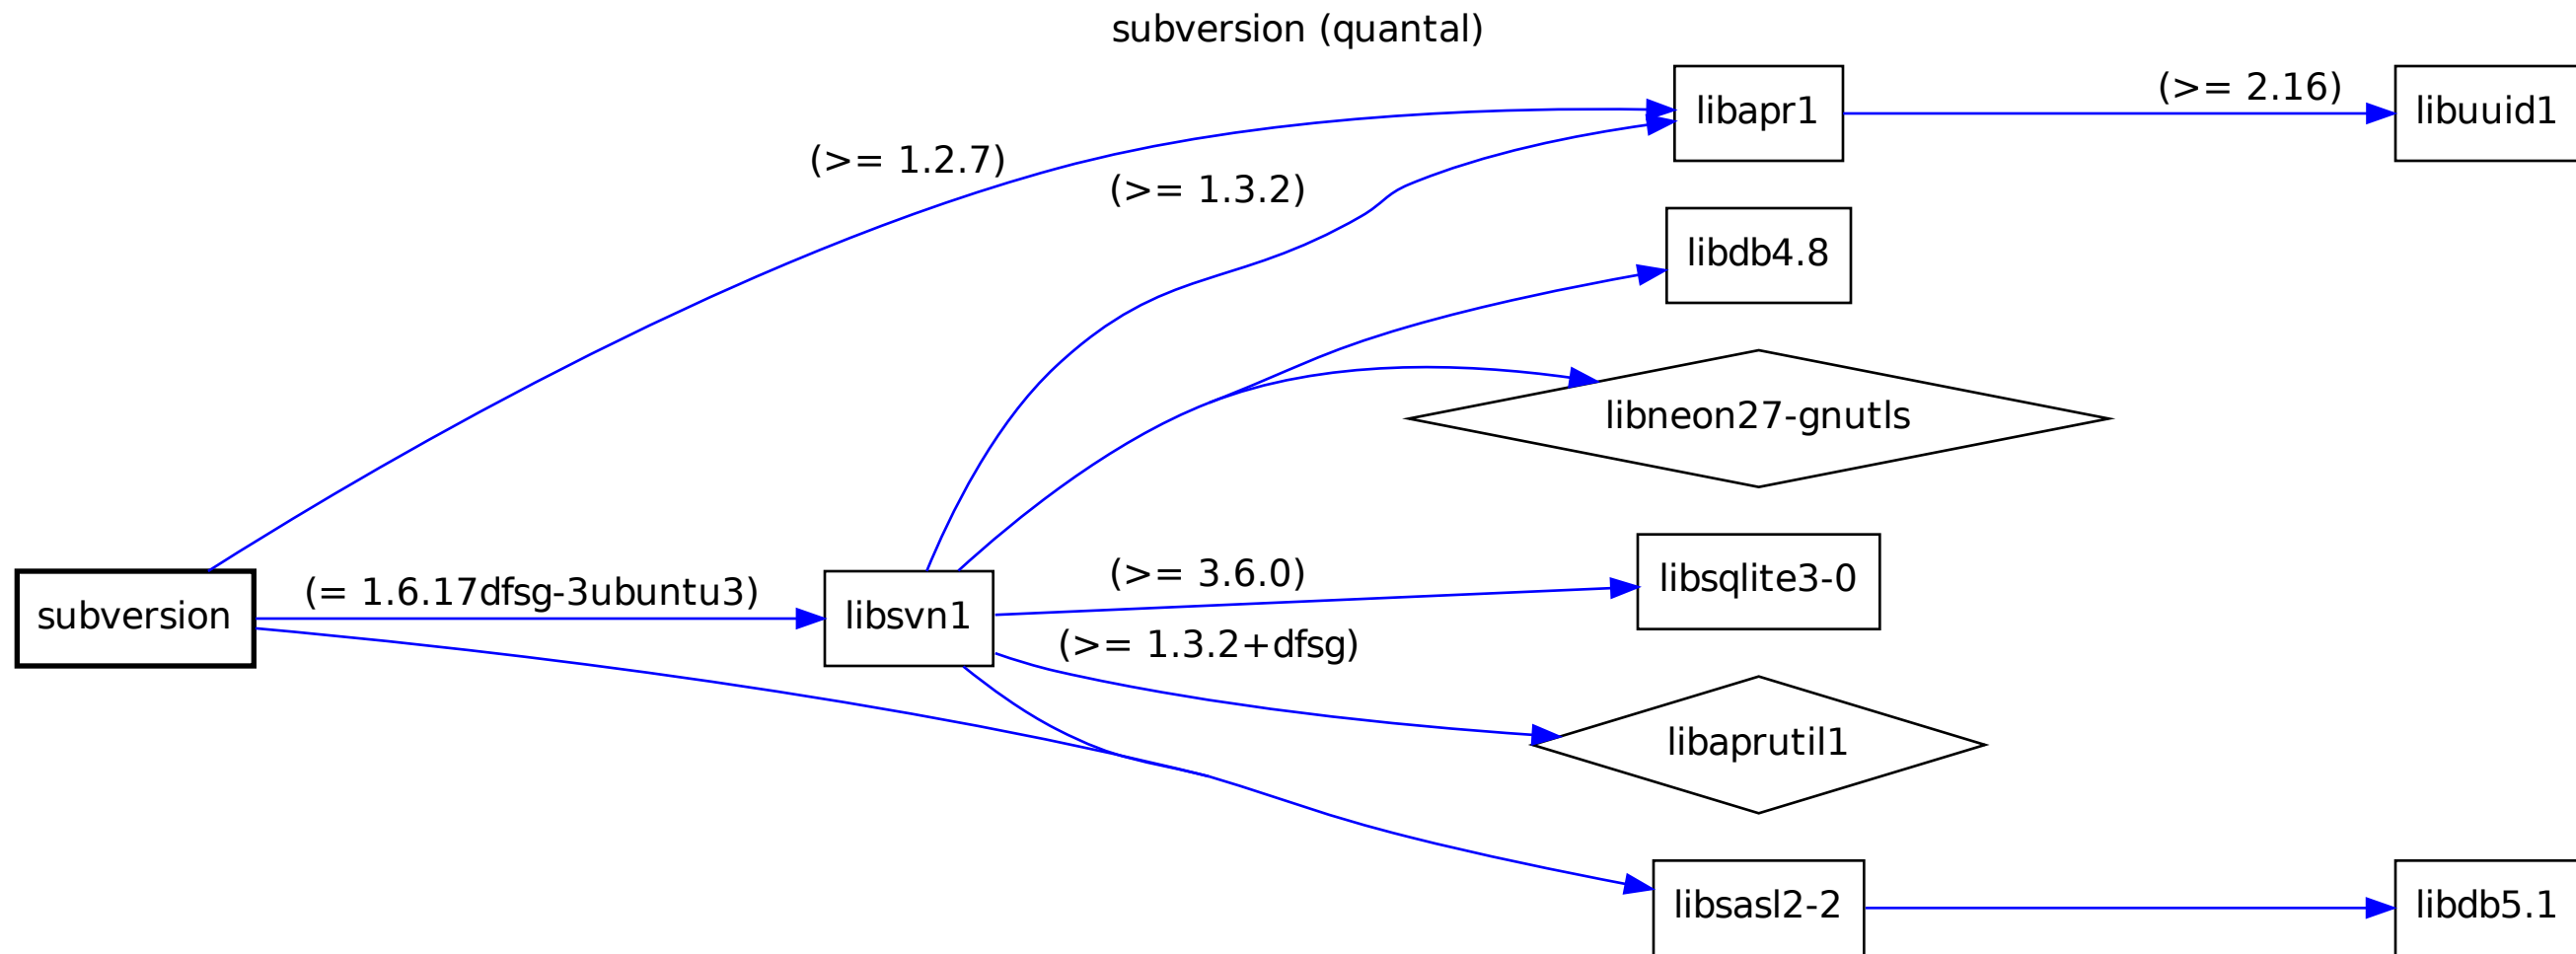 subversion (quantal)
(>= 1.2.7)
(>= 1.3.2)
libapr1
(>= 2.16)
libuuid1
libdb4.8
libneon27-gnutls
subversion
(= 1.6.17dfsg-3ubuntu3)
libsvn1
(>= 3.6.0)
libsqlite3-0
(>= 1.3.2+dfsg)
libaprutil1
libsasl2-2
libdb5.1